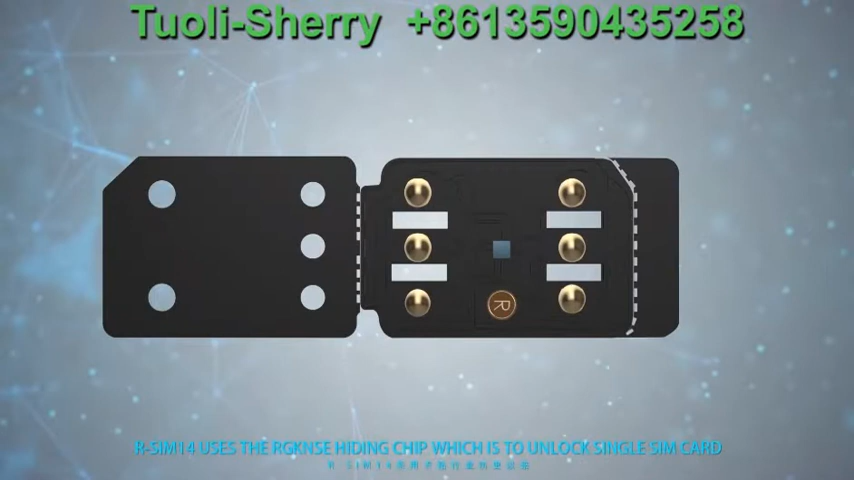 Tuoli-Sherry +8613590435258
R
R-SIM14 USES THE RGKNSE HIDING CHIP WHICH IS TO UNLOCK SINGLE SIM CARD